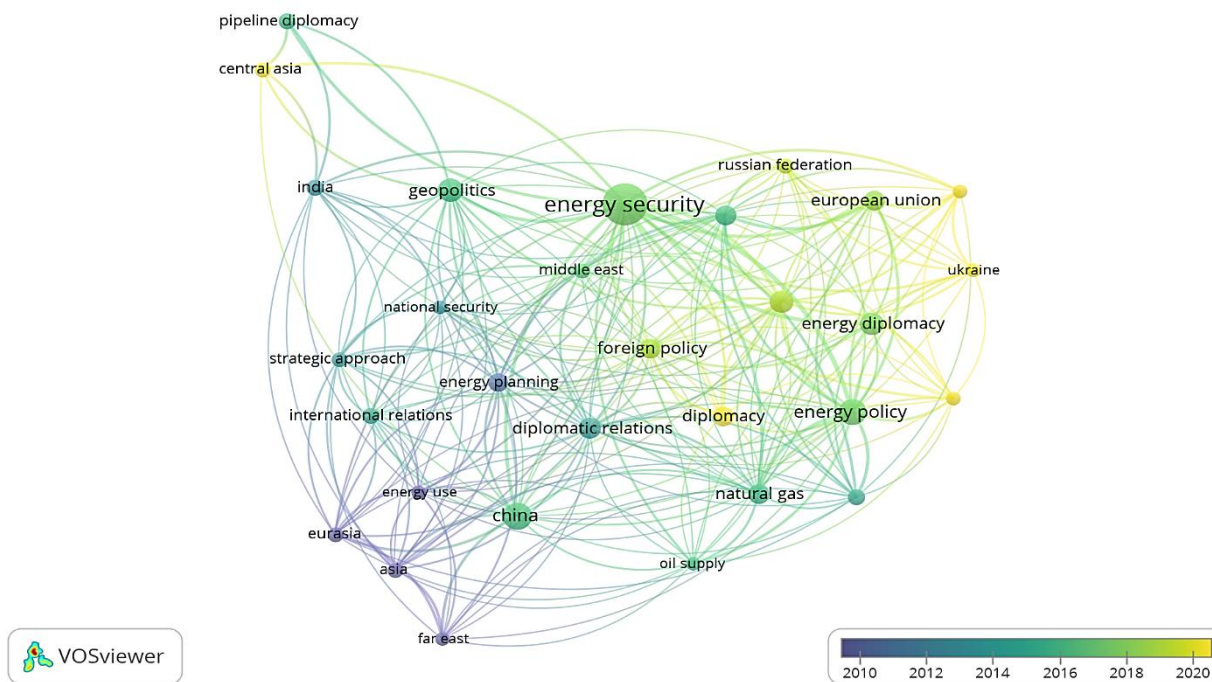 pipeline diplomacy
central asia
russian federation
india
geopolitics
energy security
european union
middle east
ukraine
national security
energy diplomacy
foreign policy
strategic approach
energy planning
international relations
diplomatic relations
diplomacy
energy policy
energy use
natural gas
china
eurasia
asia
oil supply
far east
VOSviewer
2010 2012 2014 2016 2018 2020